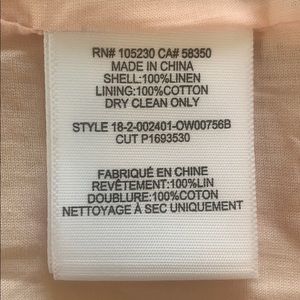 RN# 105230 CA# 58350
MADE IN CHINA
SHELL:100%LINEN
LINING:100%COTTON
DRY CLEAN ONLY
STYLE 18-2-002401-OW00756B
CUT P1693530
FABRIQUÉ EN CHINE
REVÊTEMENT:100%LIN
DOUBLURE:100%COTON
NETTOYAGE À SEC UNIQUEMENT